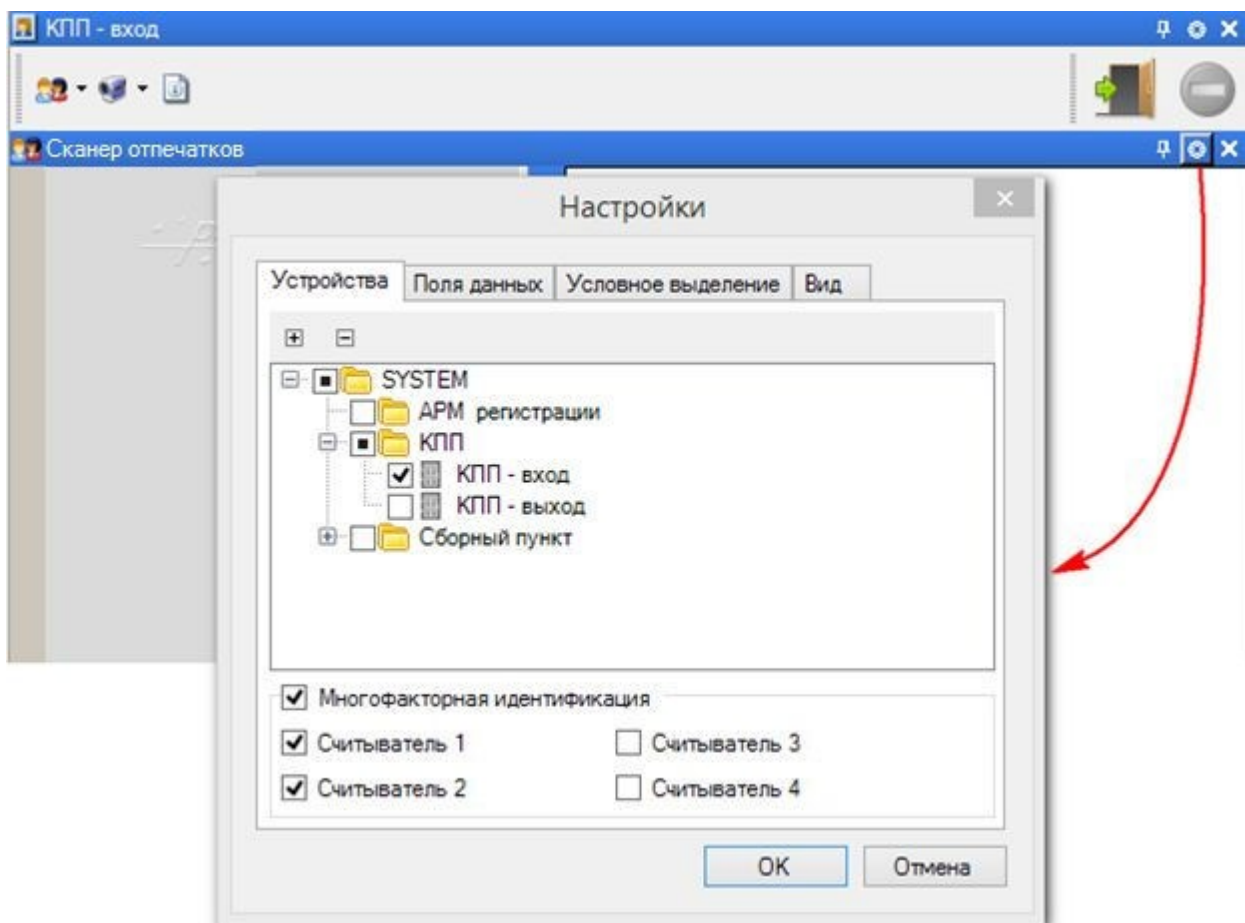 КПП - вход
Сканер отпечатков
Настройки
Устройства Поля данных Условное выделение Вид
SYSTEM
АРМ регистрации
КПП
КПП - вход
КПП - выход
Сборный пункт
Многофакторная идентификация
Считыватель 1 Считыватель 3
Считыватель 2 Считыватель 4
OK Отмена